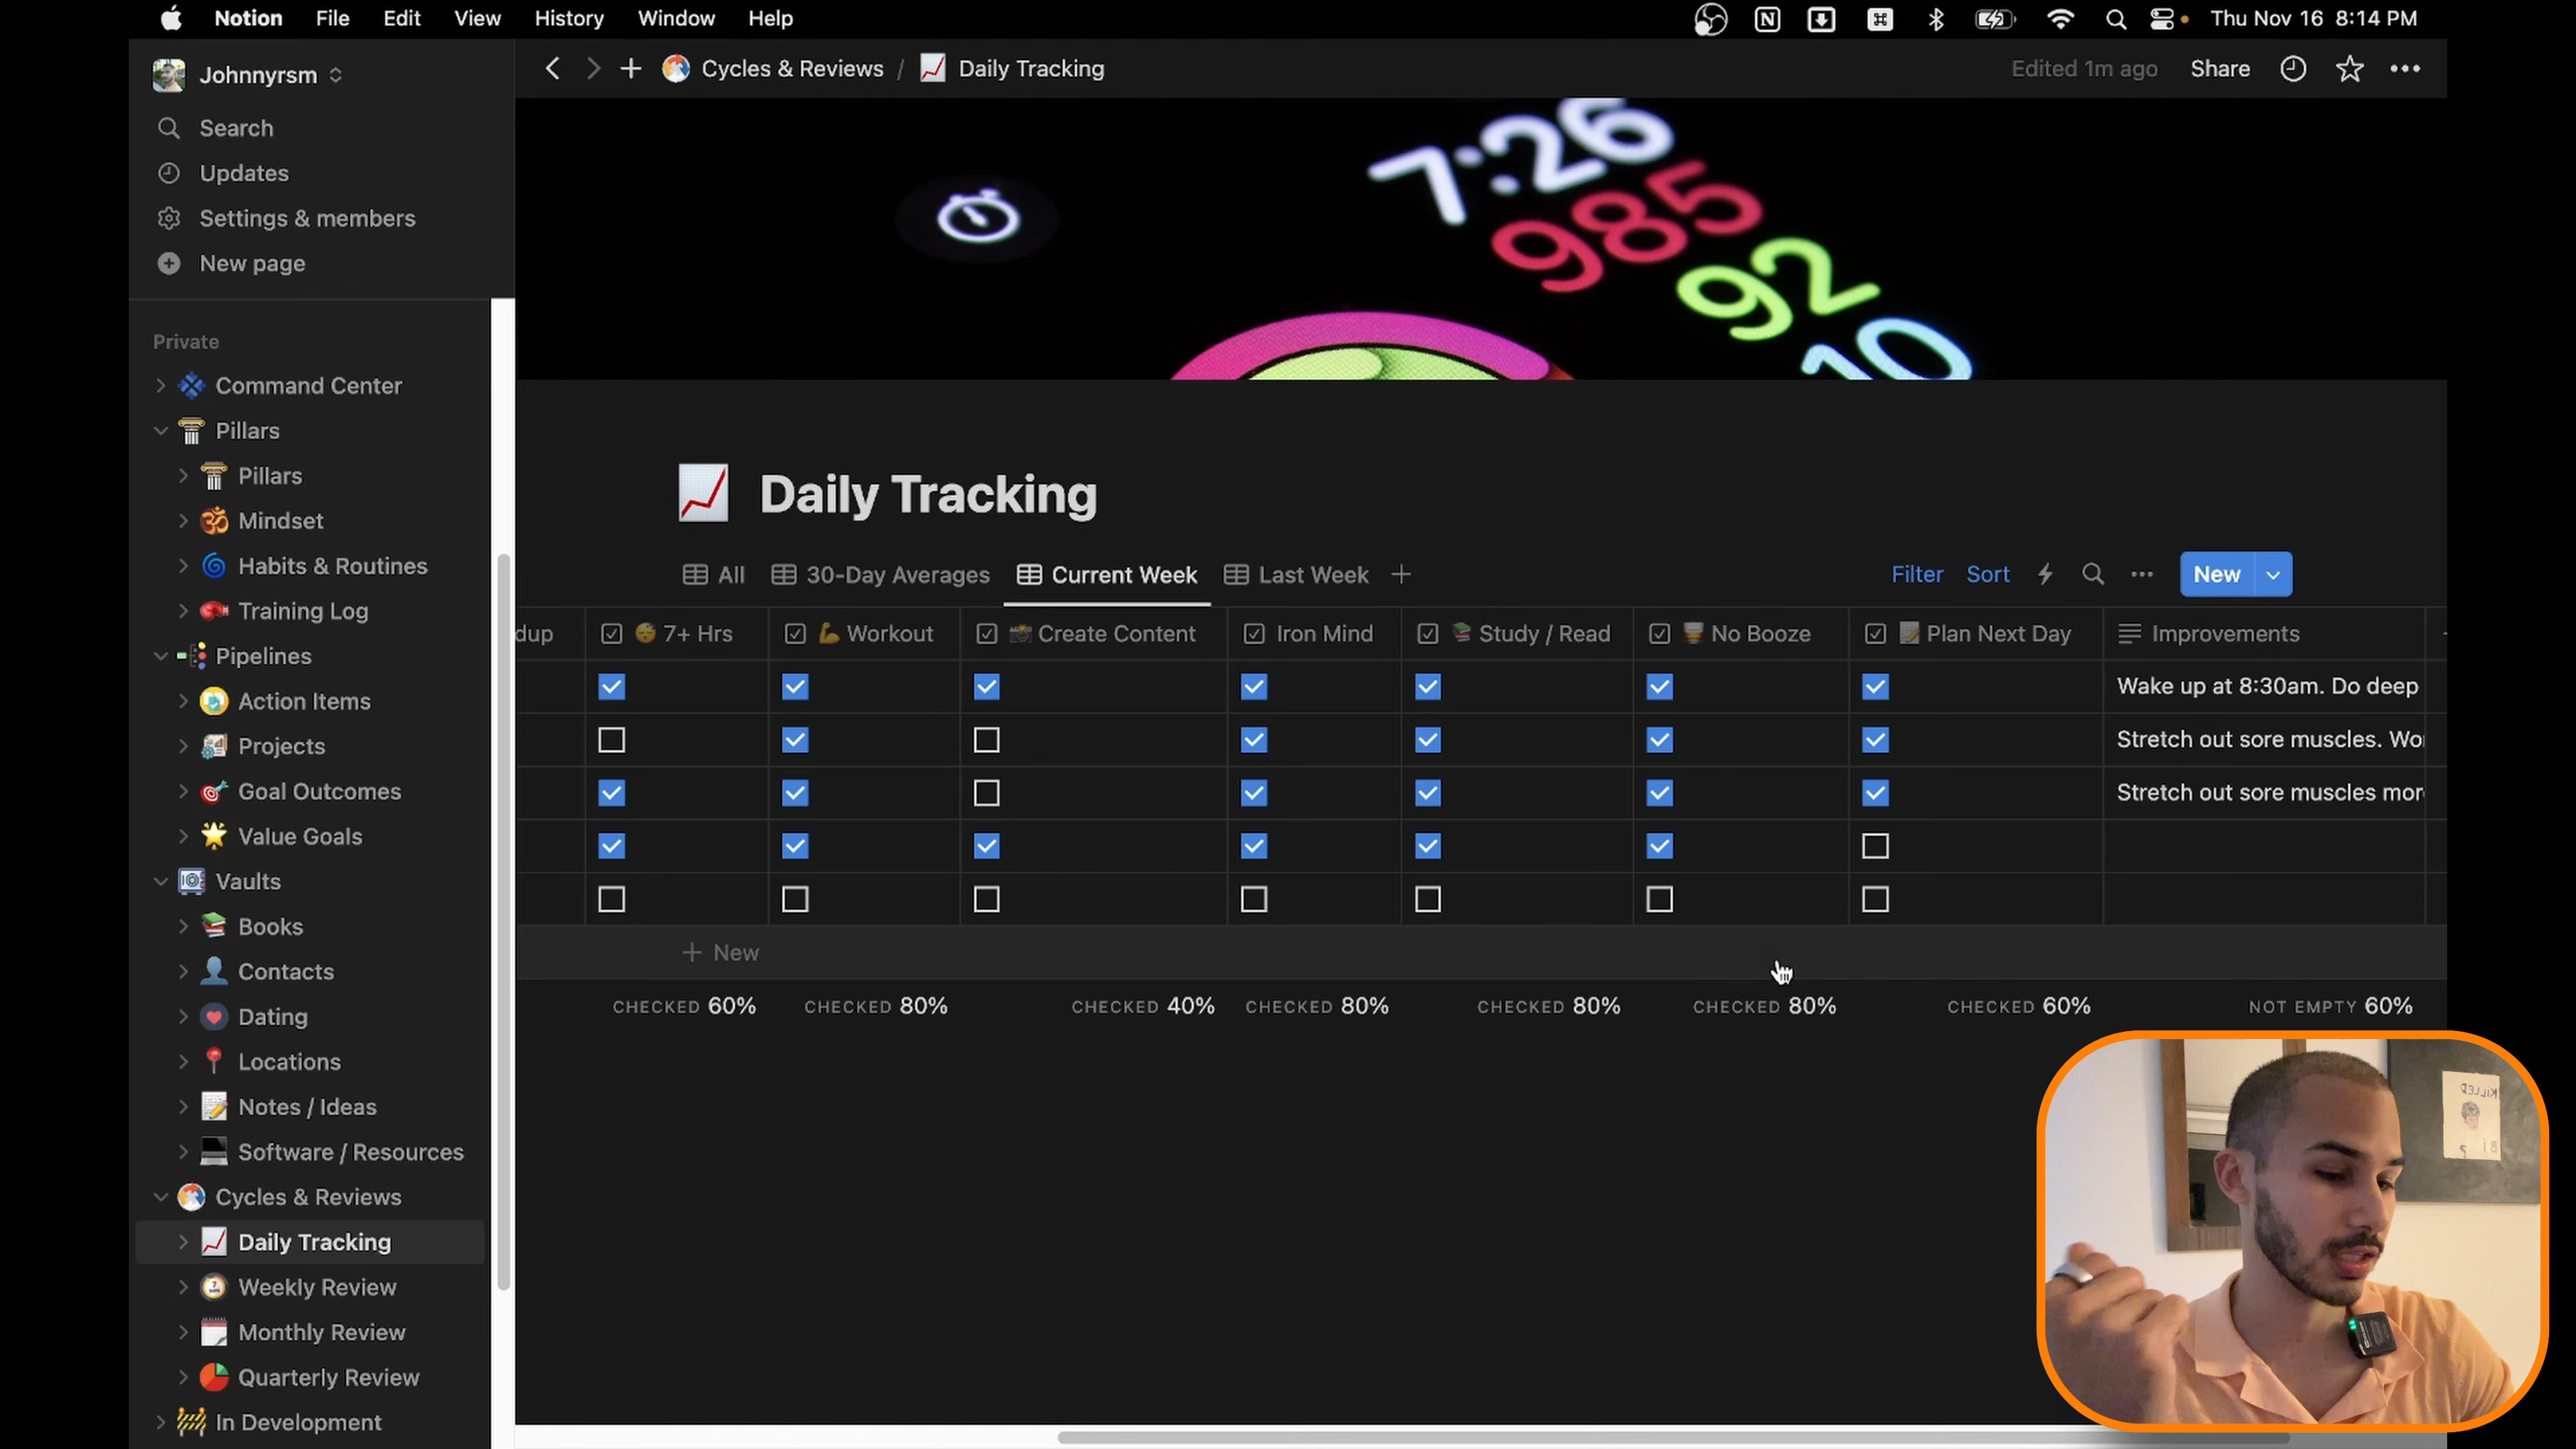 Notion File Edit View History Window Help Thu Nov 16 8:14 PM
Johnnyrsm
Search
Updates
Settings & members
New page
Private
Command Center
Pillars
Pillars
Mindset
Habits & Routines
Training Log
Pipelines
Action Items
Projects
Goal Outcomes
Value Goals
Vaults
Books
Contacts
Dating
Locations
Notes / Ideas
Software / Resources
Cycles & Reviews
Daily Tracking
Weekly Review
Monthly Review
Quarterly Review
In Development
Cycles & Reviews / Daily Tracking Edited 1m ago Share
7:26
985
92
10
Daily Tracking
All 30-Day Averages Current Week Last Week Filter Sort New
dup 7+ Hrs Workout Create Content Iron Mind Study / Read No Booze Plan Next Day Improvements
Wake up at 8:30am. Do deep
Stretch out sore muscles. Wo
Stretch out sore muscles mor
New
CHECKED 60% CHECKED 80% CHECKED 40% CHECKED 80% CHECKED 80% CHECKED 80% CHECKED 60% NOT EMPTY 60%
KILLED